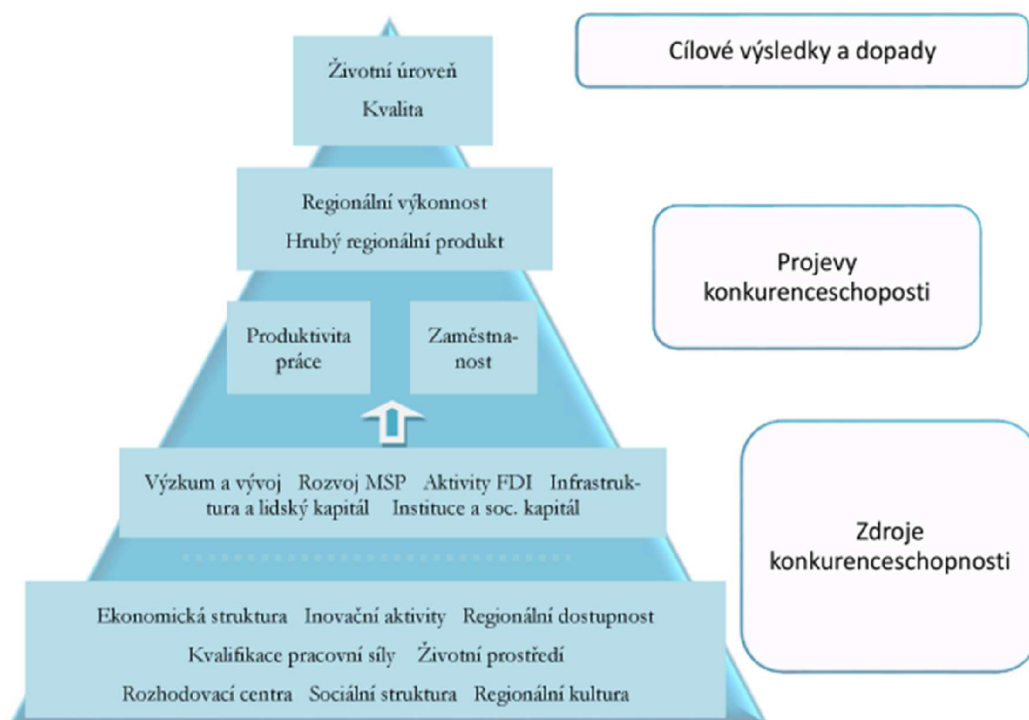 Životní úroveň
Kvalita
Cílové výsledky a dopady
Regionální výkonnost
Hrubý regionální produkt
Projevy
konkurenceschoposti
Produktivita
práce
Zaměstna-
nost
Výzkum a vývoj Rozvoj MSP Aktivity FDI Infrastruk-
tura a lidský kapitál Instituce a soc. kapitál
Zdroje
konkurenceschopnosti
Ekonomická struktura Inovační aktivity Regionální dostupnost
Kvalifikace pracovní síly Životní prostředí
Rozhodovací centra Sociální struktura Regionální kultura